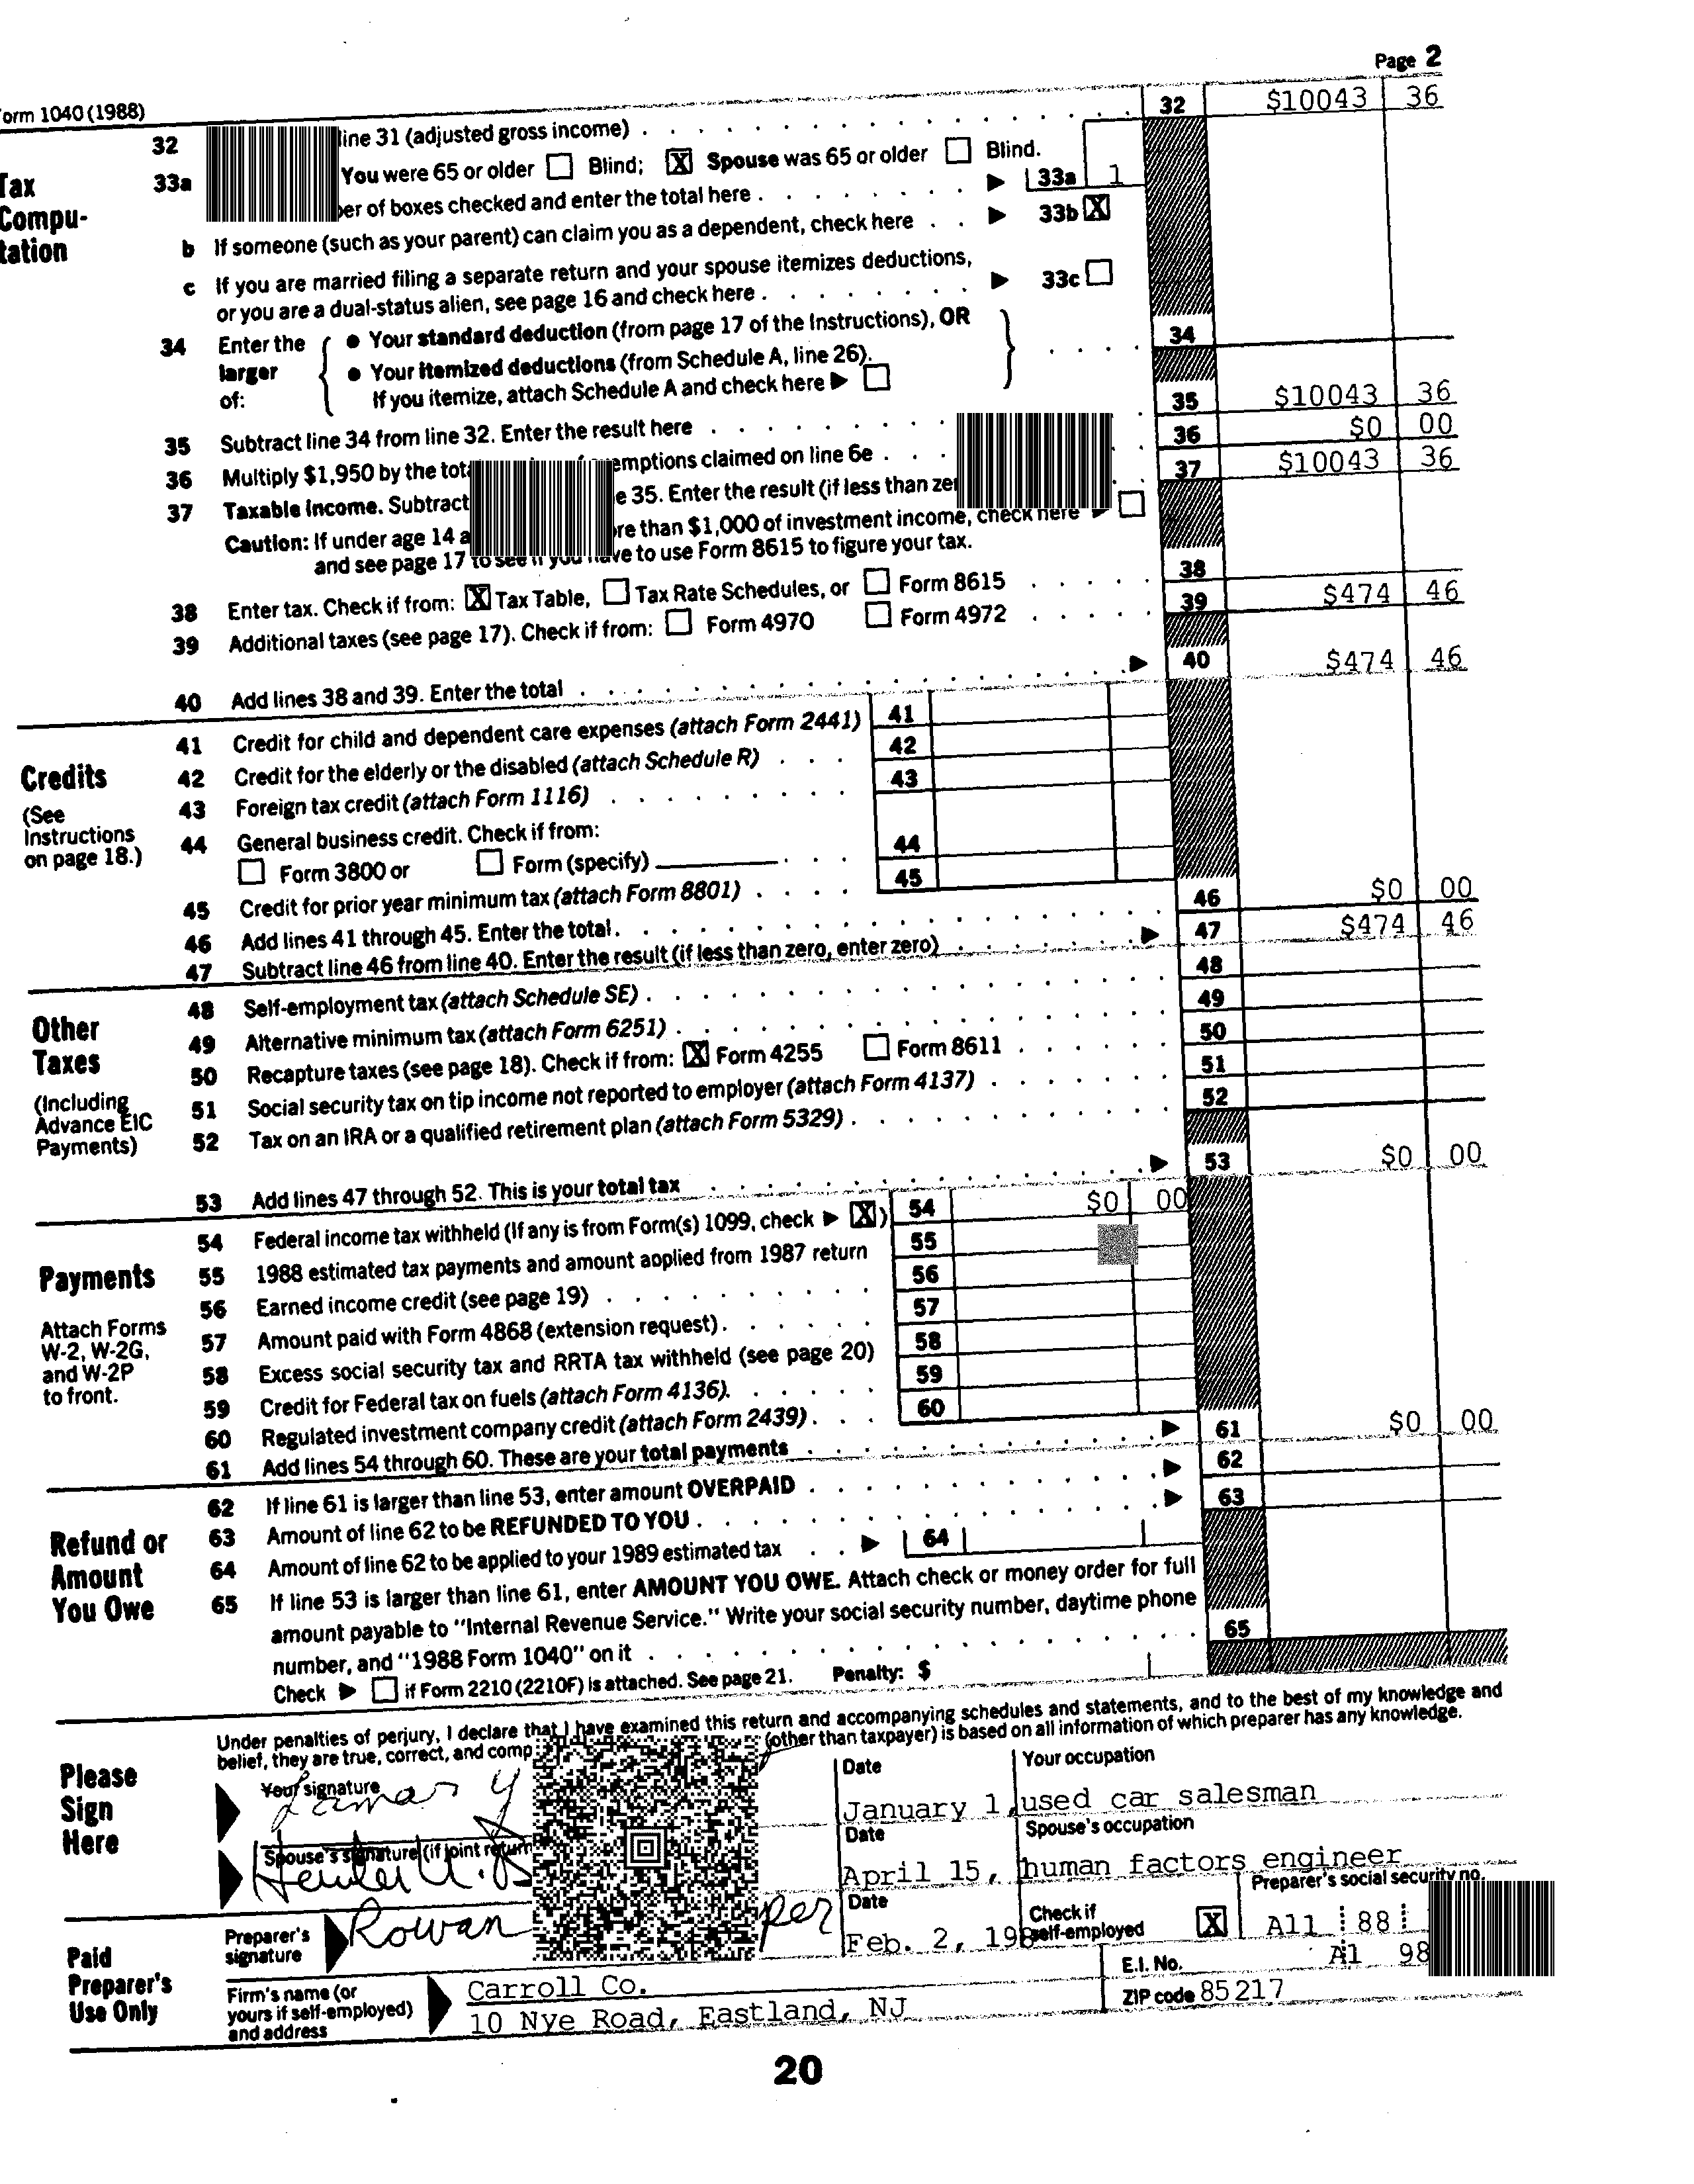 Page 2
orm 1040 (1988)
32 line 31 (adjusted gross income) 32 $10043 36
Tax Compu-tation
33a You were 65 or older Blind; X Spouse was 65 or older Blind.
ber of boxes checked and enter the total here 33a 1
b If someone (such as your parent) can claim you as a dependent, check here 33b X
c If you are married filing a separate return and your spouse itemizes deductions,
or you are a dual-status alien, see page 16 and check here 33c
34 Enter the larger of:
• Your standard deduction (from page 17 of the Instructions), OR
• Your itemized deductions (from Schedule A, line 26).
If you itemize, attach Schedule A and check here
34
35 Subtract line 34 from line 32. Enter the result here 35 $10043 36
36 Multiply $1,950 by the emptions claimed on line 6e 36 $0 00
37 Taxable income. Subtract e 35. Enter the result (if less than 37 $10043 36
Caution: If under age 14 than $1,000 of investment income, check here
and see page 17 to see if you have to use Form 8615 to figure your tax.
38 Enter tax. Check if from: X Tax Table, Tax Rate Schedules, or Form 8615 38
39 Additional taxes (see page 17). Check if from: Form 4970 Form 4972 39 $474 46
40 Add lines 38 and 39. Enter the total 40 $474 46
Credits
(See Instructions on page 18.)
41 Credit for child and dependent care expenses (attach Form 2441) 41
42 Credit for the elderly or the disabled (attach Schedule R) 42
43 Foreign tax credit (attach Form 1116) 43
44 General business credit. Check if from:
Form 3800 or Form (specify) 44
45 Credit for prior year minimum tax (attach Form 8801) 45
46 Add lines 41 through 45. Enter the total. 46 $0 00
47 Subtract line 46 from line 40. Enter the result (if less than zero, enter zero) 47 $474 46
Other Taxes
(Including Advance EIC Payments)
48 Self-employment tax (attach Schedule SE) 48
49 Alternative minimum tax (attach Form 6251) 49
50 Recapture taxes (see page 18). Check if from: X Form 4255 Form 8611 50
51 Social security tax on tip income not reported to employer (attach Form 4137) 51
52 Tax on an IRA or a qualified retirement plan (attach Form 5329) 52
53 Add lines 47 through 52. This is your total tax 53 $0 00
Payments
Attach Forms W-2, W-2G, and W-2P to front.
54 Federal income tax withheld (If any is from Form(s) 1099, check X) 54 $0 00
55 1988 estimated tax payments and amount applied from 1987 return 55
56 Earned income credit (see page 19) 56
57 Amount paid with Form 4868 (extension request) 57
58 Excess social security tax and RRTA tax withheld (see page 20) 58
59 Credit for Federal tax on fuels (attach Form 4136). 59
60 Regulated investment company credit (attach Form 2439) 60
61 Add lines 54 through 60. These are your total payments 61 $0 00
Refund or Amount You Owe
62 If line 61 is larger than line 53, enter amount OVERPAID 62
63 Amount of line 62 to be REFUNDED TO YOU 63
64 Amount of line 62 to be applied to your 1989 estimated tax 64
65 If line 53 is larger than line 61, enter AMOUNT YOU OWE. Attach check or money order for full
amount payable to "Internal Revenue Service." Write your social security number, daytime phone
number, and "1988 Form 1040" on it 65
Check if Form 2210 (2210F) is attached. See page 21. Penalty: $
Please Sign Here
Under penalties of perjury, I declare that I have examined this return and accompanying schedules and statements, and to the best of my knowledge and
belief, they are true, correct, and comp (other than taxpayer) is based on all information of which preparer has any knowledge.
Your signature
Lamar Y
Date
January 1,
Your occupation
used car salesman
Spouse's signature (if joint return
Date
April 15,
Spouse's occupation
human factors engineer
Paid Preparer's Use Only
Preparer's signature
Rowan per
Date
Feb. 2, 198
Check if self-employed X
Preparer's social security no.
A11 88
Firm's name (or yours if self-employed) and address
Carroll Co.
10 Nye Road, Eastland, NJ
E.I. No. A1 98
ZIP code 85217
20